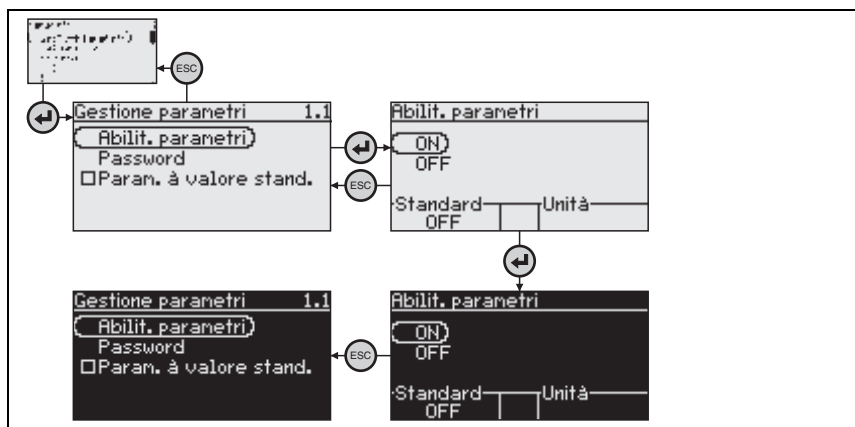 ESC
Gestione parametri 1.1
Abilit. parametri
Password
Param. à valore stand.
ESC
Abilit. parametri
ON
OFF
Standard Unità
OFF
Gestione parametri 1.1
Abilit. parametri
Password
Param. à valore stand.
ESC
Abilit. parametri
ON
OFF
Standard Unità
OFF